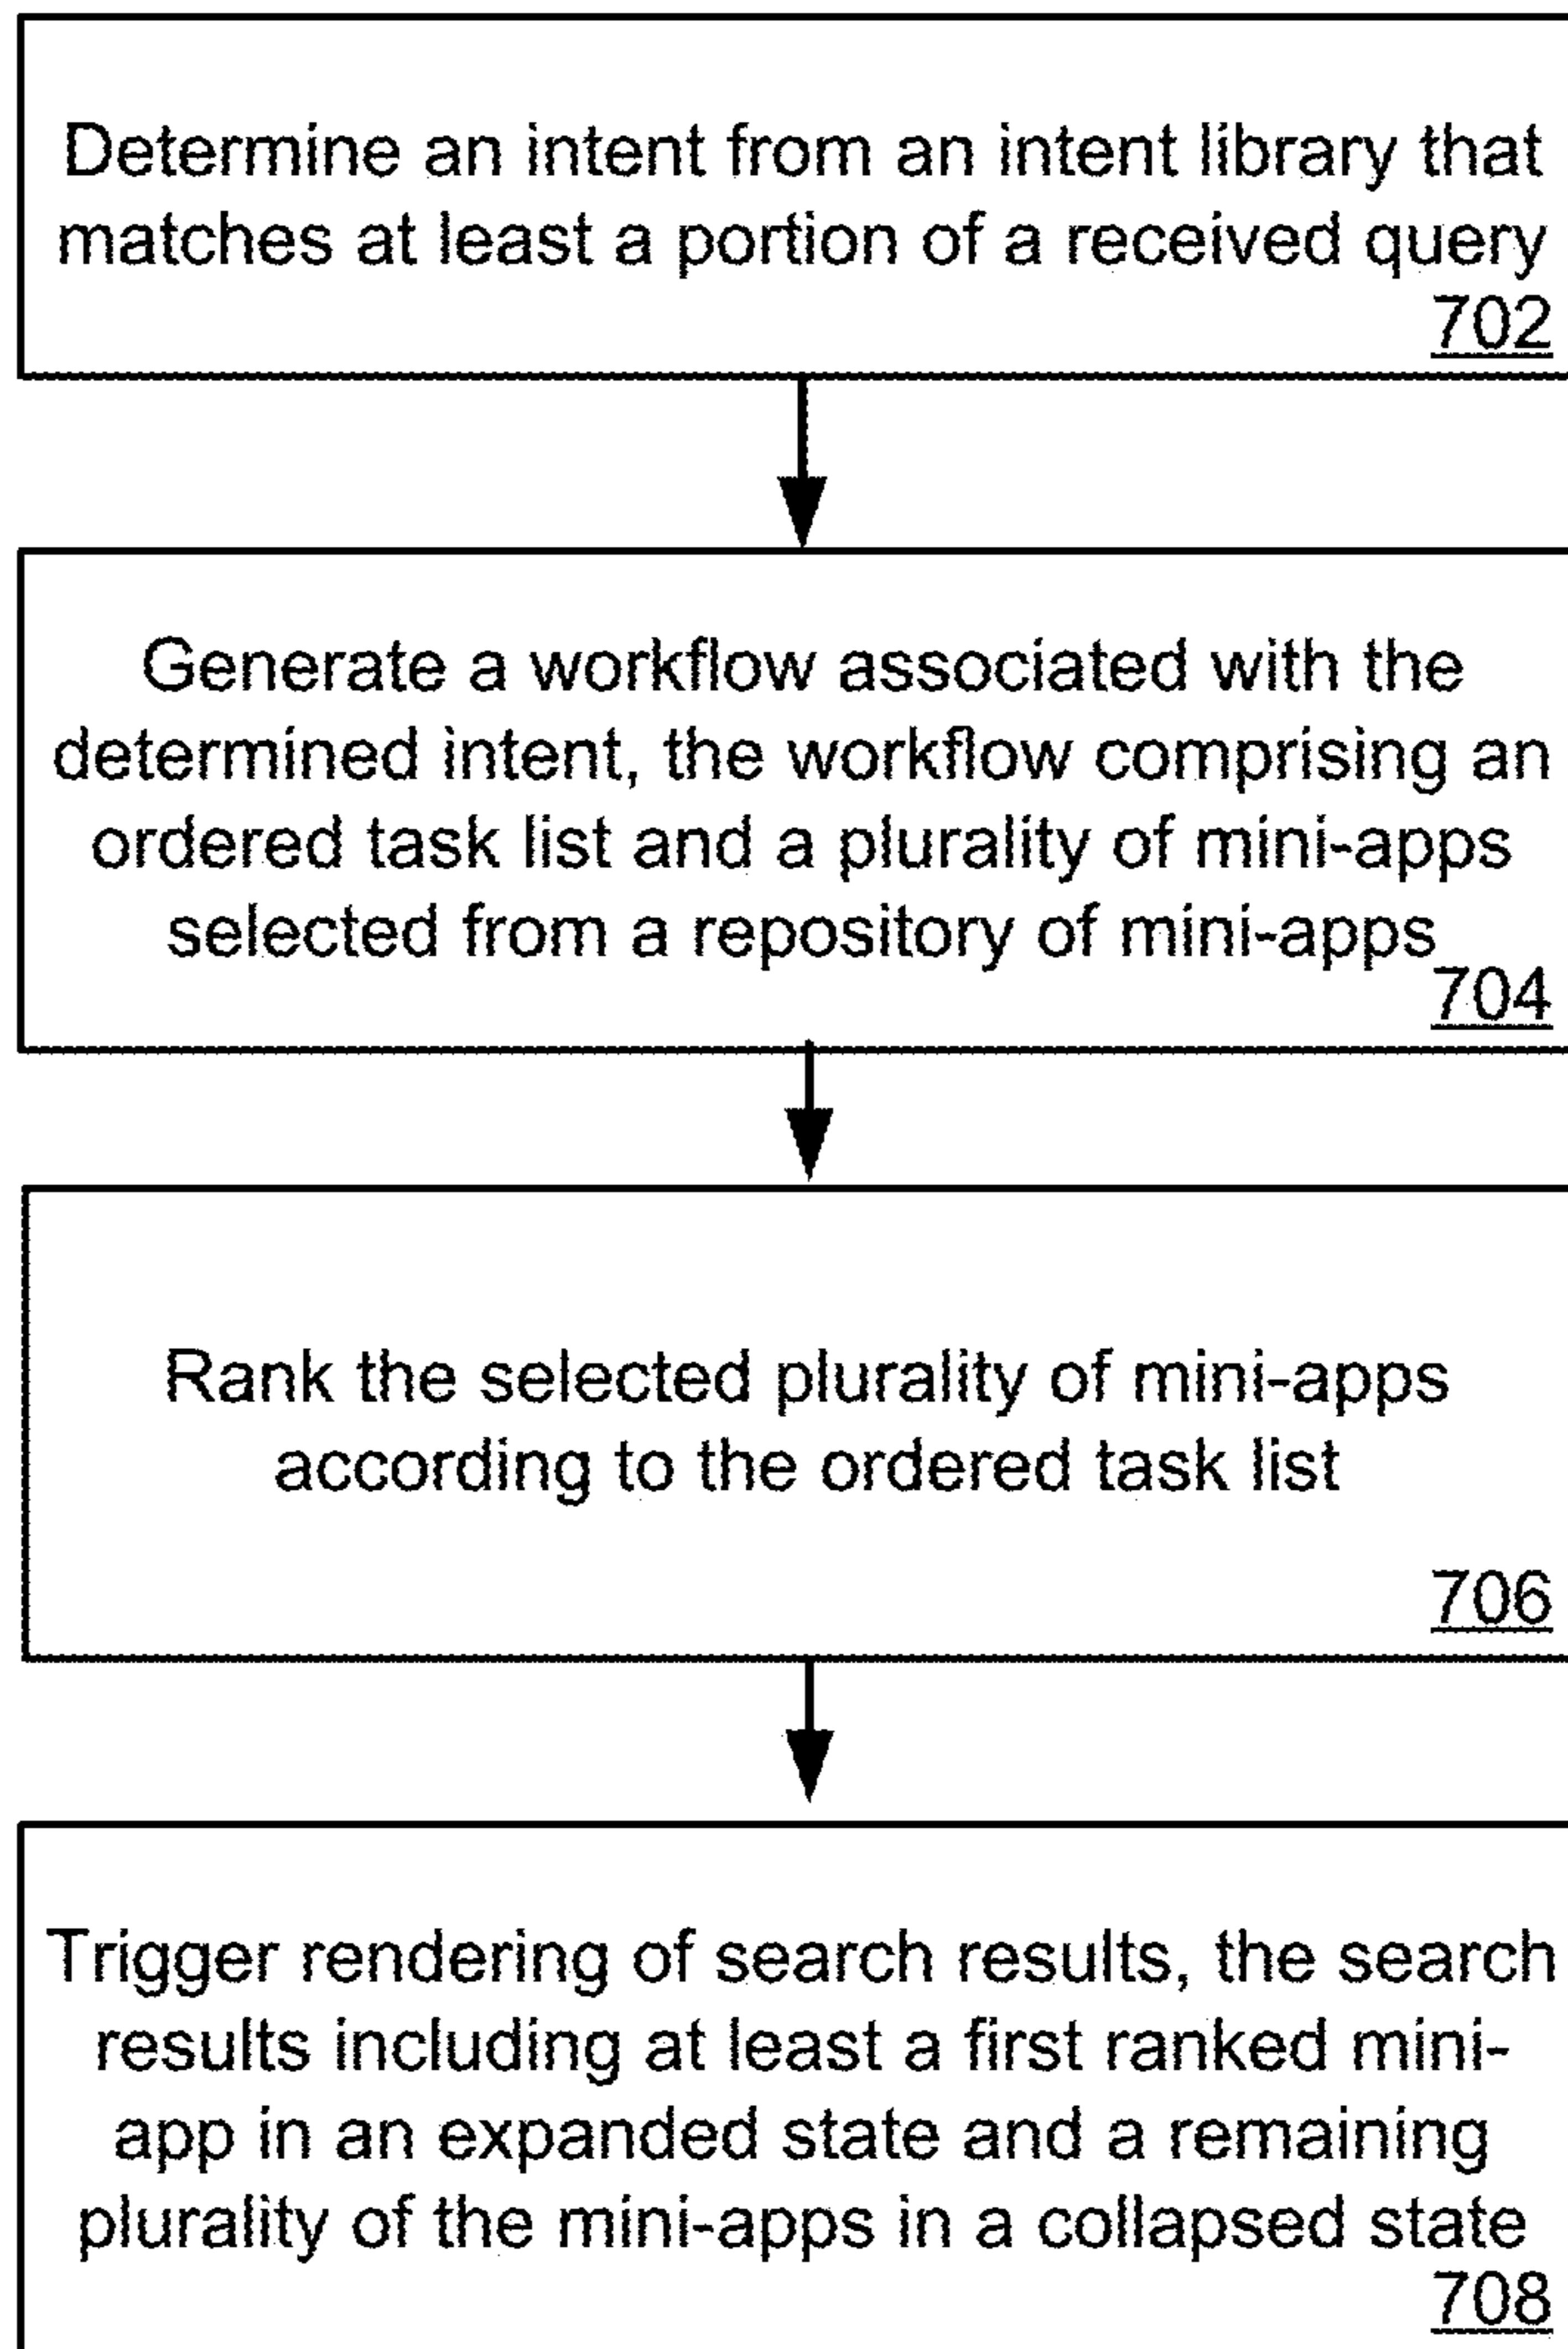 Determine an intent from an intent library that
matches at least a portion of a received query
702
Generate a workflow associated with the
determined intent, the workflow comprising an
ordered task list and a plurality of mini-apps
selected from a repository of mini-apps
704
Rank the selected plurality of mini-apps
according to the ordered task list
706
Trigger rendering of search results, the search
results including at least a first ranked mini-
app in an expanded state and a remaining
plurality of the mini-apps in a collapsed state
708